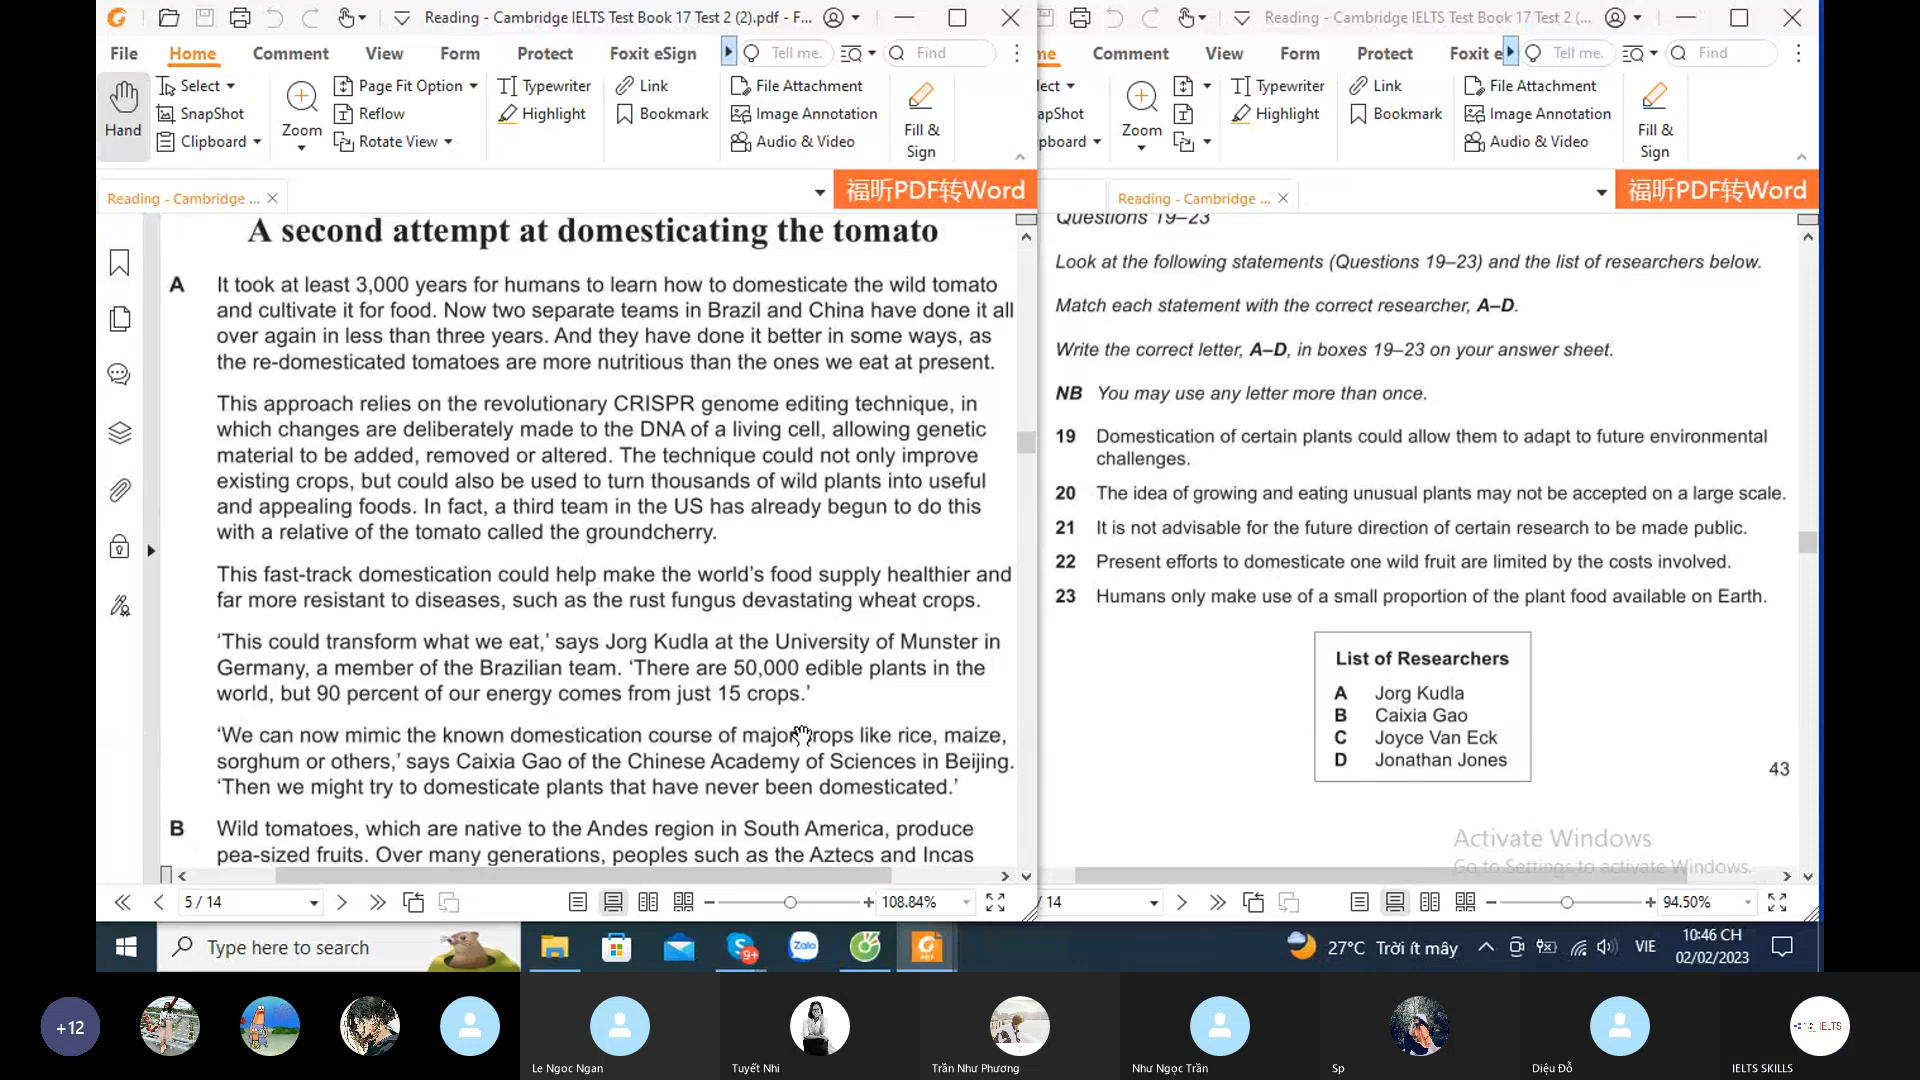 Reading - Cambridge IELTS Test Book 17 Test 2 (2).pdf - F...
Reading - Cambridge IELTS Test Book 17 Test 2 (...
File Home Comment View Form Protect Foxit eSign Tell me. Find
me Comment View Form Protect Foxit e Tell me. Find
Hand
Select
SnapShot
Clipboard
Zoom
Page Fit Option
Reflow
Rotate View
Typewriter
Highlight
Link
Bookmark
File Attachment
Image Annotation
Audio & Video
Fill &
Sign
lect
apShot
pboard
Zoom
Typewriter
Highlight
Link
Bookmark
File Attachment
Image Annotation
Audio & Video
Fill &
Sign
Reading - Cambridge ...
福昕PDF转Word
Reading - Cambridge ...
福昕PDF转Word
A second attempt at domesticating the tomato
A It took at least 3,000 years for humans to learn how to domesticate the wild tomato
and cultivate it for food. Now two separate teams in Brazil and China have done it all
over again in less than three years. And they have done it better in some ways, as
the re-domesticated tomatoes are more nutritious than the ones we eat at present.
This approach relies on the revolutionary CRISPR genome editing technique, in
which changes are deliberately made to the DNA of a living cell, allowing genetic
material to be added, removed or altered. The technique could not only improve
existing crops, but could also be used to turn thousands of wild plants into useful
and appealing foods. In fact, a third team in the US has already begun to do this
with a relative of the tomato called the groundcherry.
This fast-track domestication could help make the world's food supply healthier and
far more resistant to diseases, such as the rust fungus devastating wheat crops.
'This could transform what we eat,' says Jorg Kudla at the University of Munster in
Germany, a member of the Brazilian team. 'There are 50,000 edible plants in the
world, but 90 percent of our energy comes from just 15 crops.'
'We can now mimic the known domestication course of major crops like rice, maize,
sorghum or others,' says Caixia Gao of the Chinese Academy of Sciences in Beijing.
'Then we might try to domesticate plants that have never been domesticated.'
B Wild tomatoes, which are native to the Andes region in South America, produce
pea-sized fruits. Over many generations, peoples such as the Aztecs and Incas
Questions 19–23
Look at the following statements (Questions 19–23) and the list of researchers below.
Match each statement with the correct researcher, A–D.
Write the correct letter, A–D, in boxes 19–23 on your answer sheet.
NB You may use any letter more than once.
19 Domestication of certain plants could allow them to adapt to future environmental
challenges.
20 The idea of growing and eating unusual plants may not be accepted on a large scale.
21 It is not advisable for the future direction of certain research to be made public.
22 Present efforts to domesticate one wild fruit are limited by the costs involved.
23 Humans only make use of a small proportion of the plant food available on Earth.
List of Researchers
A Jorg Kudla
B Caixia Gao
C Joyce Van Eck
D Jonathan Jones
43
Activate Windows
Go to Settings to activate Windows.
5 / 14
108.84%
/ 14
94.50%
Type here to search
9+
Zalo
27°C Trời ít mây
VIE
10:46 CH
02/02/2023
+12
Le Ngoc Ngan
Tuyết Nhi
Trần Như Phương
Như Ngọc Trần
Sp
Diệu Đỗ
IELTS SKILLS